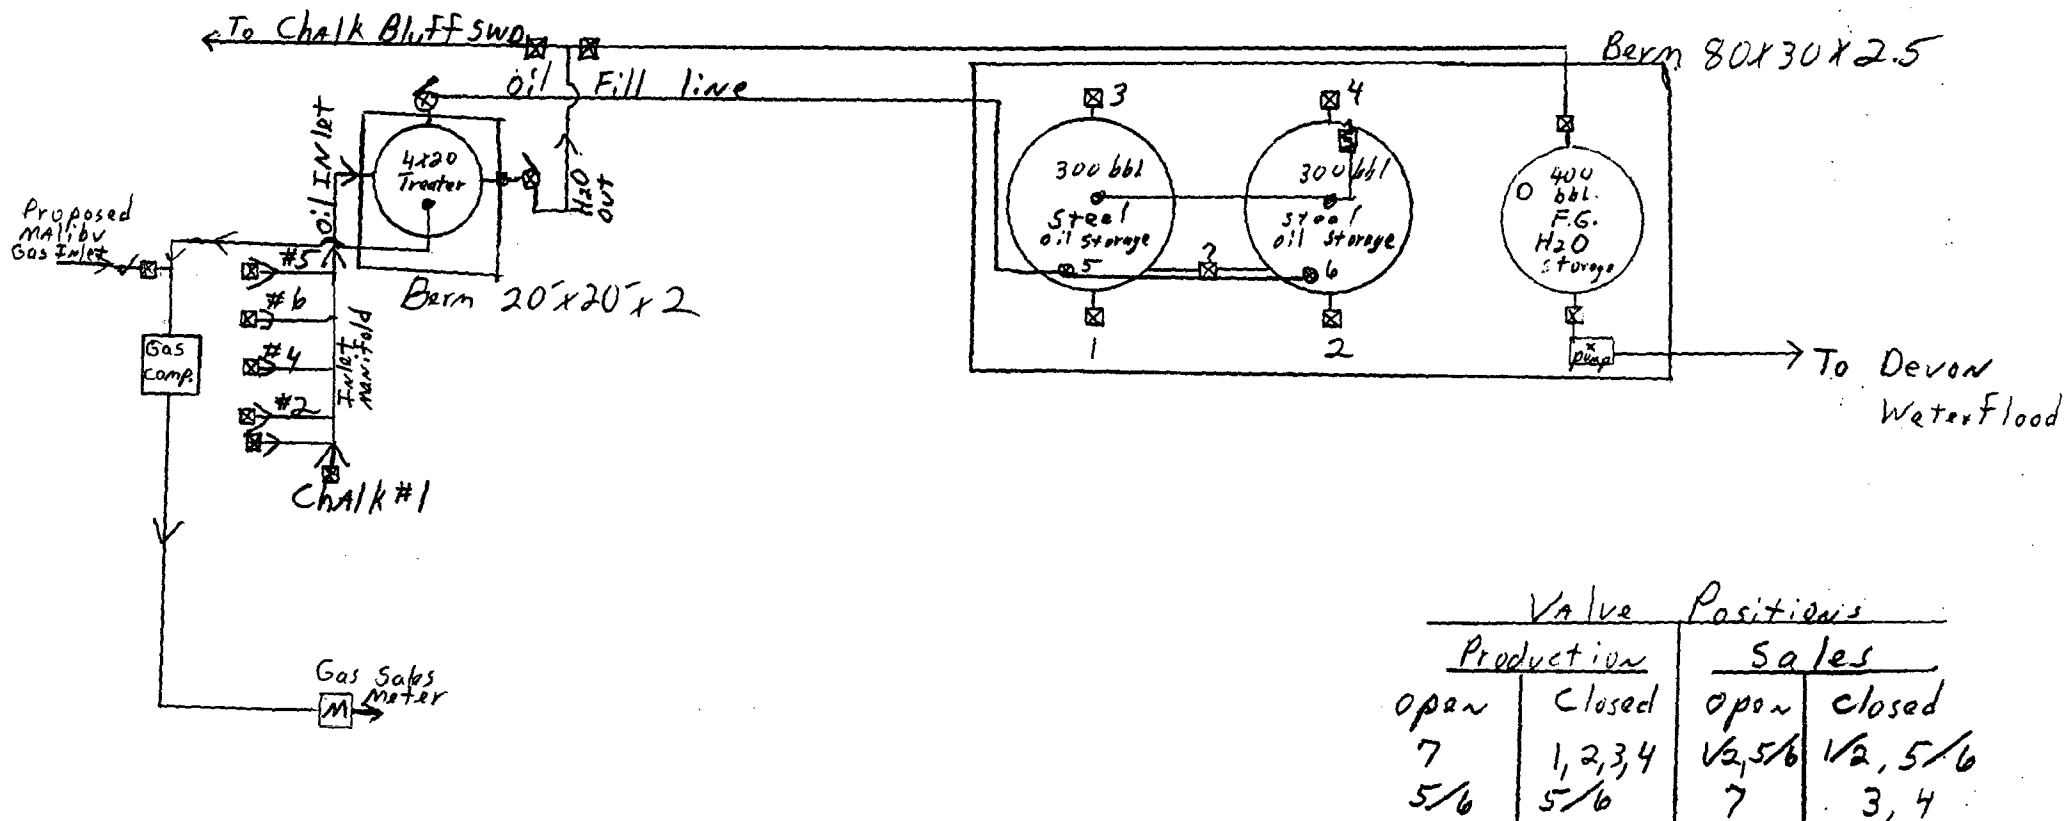 To Chalk Bluff SWD
Berm 80x30x2.5
Oil Fill line
Oil INlet
4x20
Treater
H2O
Out
Proposed
MAlibu
Gas Inlet
Berm 20x20x2
#5
#6
#4
#2
Inlet
Manifold
Chalk #1
Gas
Comp.
Gas Sales
Meter
M
3
4
300 bbl
Steel
Oil Storage
5
300 bbl
Steel
Oil Storage
6
1
2
400
bbl.
F.G.
H2O
Storage
Pump
To Devon
Waterflood
Valve Positions
Production Sales
Open Closed Open Closed
7 1, 2, 3, 4 1/2, 5/6 1/2, 5/6
5/6 5/6 7 3, 4